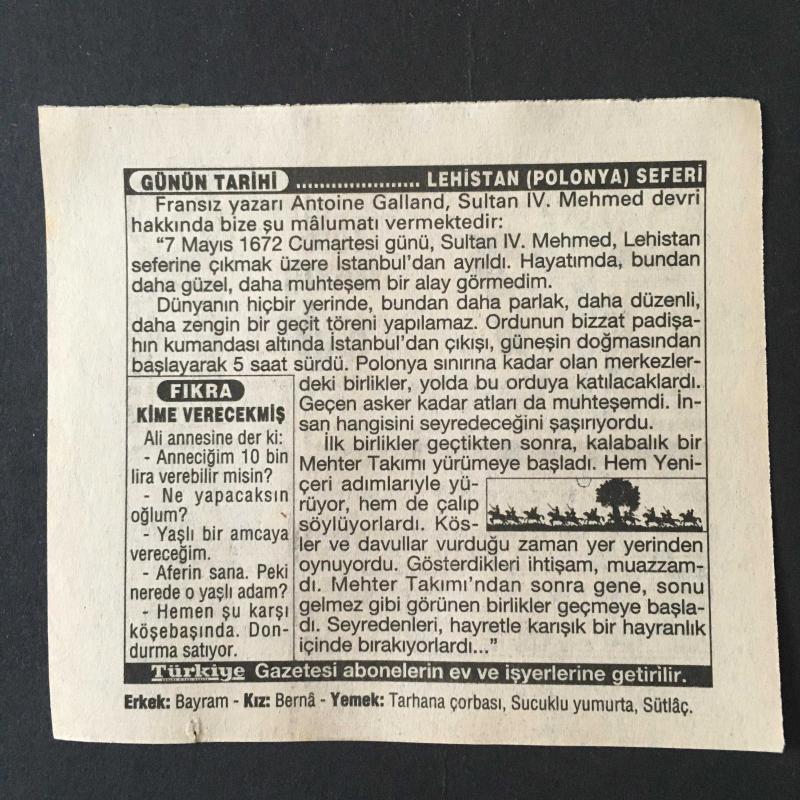 GÜNÜN TARİHİ ..................... LEHİSTAN (POLONYA) SEFERİ
Fransız yazarı Antoine Galland, Sultan IV. Mehmed devri
hakkında bize şu mâlumatı vermektedir:
“7 Mayıs 1672 Cumartesi günü, Sultan IV. Mehmed, Lehistan
seferine çıkmak üzere İstanbul’dan ayrıldı. Hayatımda, bundan
daha güzel, daha muhteşem bir alay görmedim.
Dünyanın hiçbir yerinde, bundan daha parlak, daha düzenli,
daha zengin bir geçit töreni yapılamaz. Ordunun bizzat padişa-
hın kumandası altında İstanbul’dan çıkışı, güneşin doğmasından
başlayarak 5 saat sürdü. Polonya sınırına kadar olan merkezler-
deki birlikler, yolda bu orduya katılacaklardı.
Geçen asker kadar atları da muhteşemdi. İn-
san hangisini seyredeceğini şaşırıyordu.
İlk birlikler geçtikten sonra, kalabalık bir
Mehter Takımı yürümeye başladı. Hem Yeni-
çeri adımlarıyle yü-
rüyor, hem de çalıp
söylüyorlardı. Kös-
ler ve davullar vurduğu zaman yer yerinden
oynuyordu. Gösterdikleri ihtişam, muazzam-
dı. Mehter Takımı’ndan sonra gene, sonu
gelmez gibi görünen birlikler geçmeye başla-
dı. Seyredenleri, hayretle karışık bir hayranlık
içinde bırakıyorlardı...”
FIKRA
KİME VERECEKMİŞ
Ali annesine der ki:
- Anneciğim 10 bin
lira verebilir misin?
- Ne yapacaksın
oğlum?
- Yaşlı bir amcaya
vereceğim.
- Aferin sana. Peki
nerede o yaşlı adam?
- Hemen şu karşı
köşebaşında. Don-
durma satıyor.
Türkiye Gazetesi abonelerin ev ve işyerlerine getirilir.
Erkek: Bayram - Kız: Bernâ - Yemek: Tarhana çorbası, Sucuklu yumurta, Sütlâç.